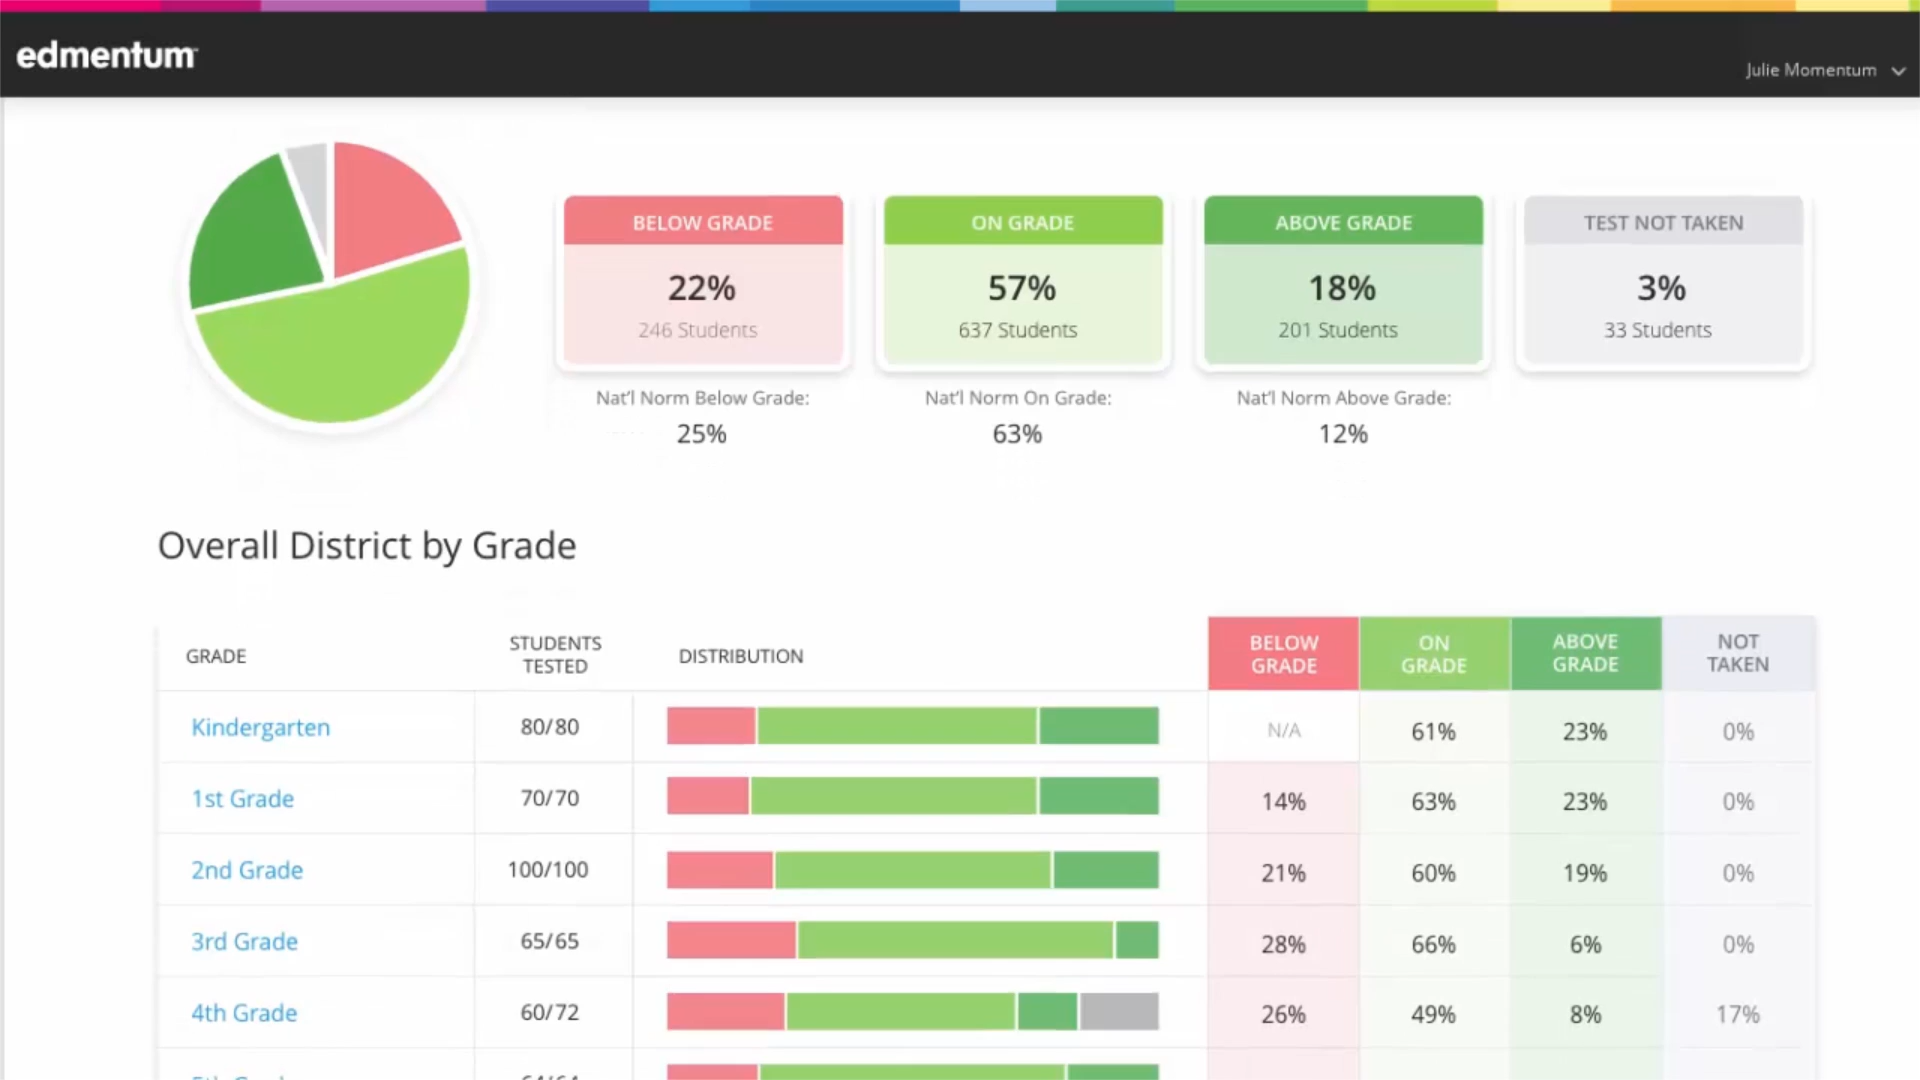 edmentum
Julie Momentum
BELOW GRADE
22%
246 Students
Nat'l Norm Below Grade:
25%
ON GRADE
57%
637 Students
Nat'l Norm On Grade:
63%
ABOVE GRADE
18%
201 Students
Nat'l Norm Above Grade:
12%
TEST NOT TAKEN
3%
33 Students
Overall District by Grade
GRADE
STUDENTS
TESTED
DISTRIBUTION
BELOW
GRADE
ON
GRADE
ABOVE
GRADE
NOT
TAKEN
Kindergarten 80/80 N/A 61% 23% 0%
1st Grade 70/70 14% 63% 23% 0%
2nd Grade 100/100 21% 60% 19% 0%
3rd Grade 65/65 28% 66% 6% 0%
4th Grade 60/72 26% 49% 8% 17%